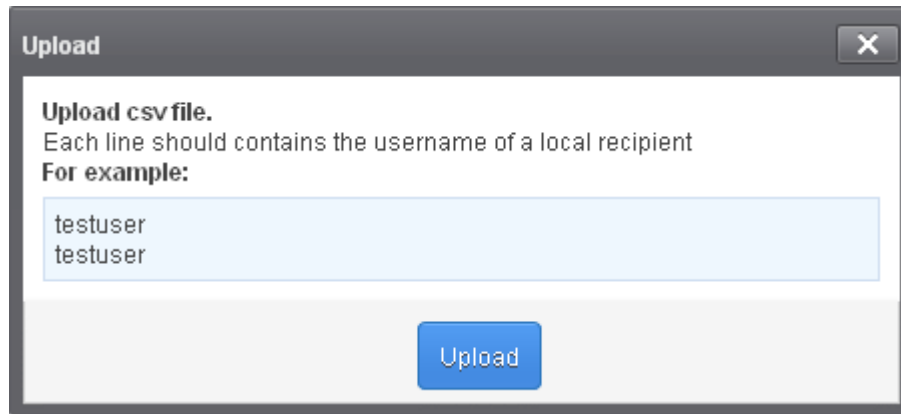 Upload
Upload csv file.
Each line should contains the username of a local recipient
For example:
testuser
testuser
Upload